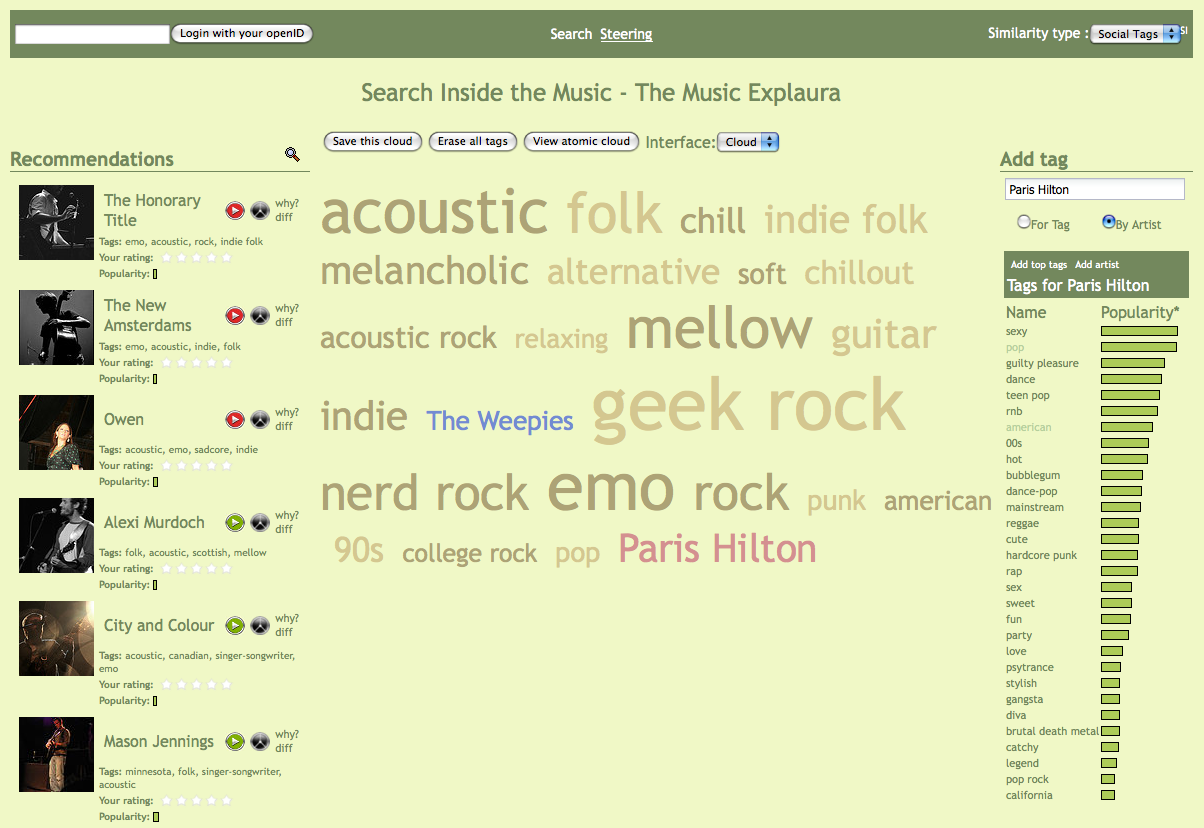 Login with your openID
Search Steering
Similarity type : Social Tags
Search Inside the Music - The Music Explaura
Save this cloud Erase all tags View atomic cloud Interface: Cloud
Recommendations
The Honorary
Title
why?
diff
Tags: emo, acoustic, rock, indie folk
Your rating:
Popularity:
The New
Amsterdams
why?
diff
Tags: emo, acoustic, indie, folk
Your rating:
Popularity:
Owen
why?
diff
Tags: acoustic, emo, sadcore, indie
Your rating:
Popularity:
Alexi Murdoch
why?
diff
Tags: folk, acoustic, scottish, mellow
Your rating:
Popularity:
City and Colour
why?
diff
Tags: acoustic, canadian, singer-songwriter,
emo
Your rating:
Popularity:
Mason Jennings
why?
diff
Tags: minnesota, folk, singer-songwriter,
acoustic
Your rating:
Popularity:
acoustic folk chill indie folk
melancholic alternative soft chillout
acoustic rock relaxing mellow guitar
indie The Weepies geek rock
nerd rock emo rock punk american
90s college rock pop Paris Hilton
Add tag
Paris Hilton
For Tag By Artist
Add top tags Add artist
Tags for Paris Hilton
Name Popularity*
sexy
pop
guilty pleasure
dance
teen pop
rnb
american
00s
hot
bubblegum
dance-pop
mainstream
reggae
cute
hardcore punk
rap
sex
sweet
fun
party
love
psytrance
stylish
gangsta
diva
brutal death metal
catchy
legend
pop rock
california